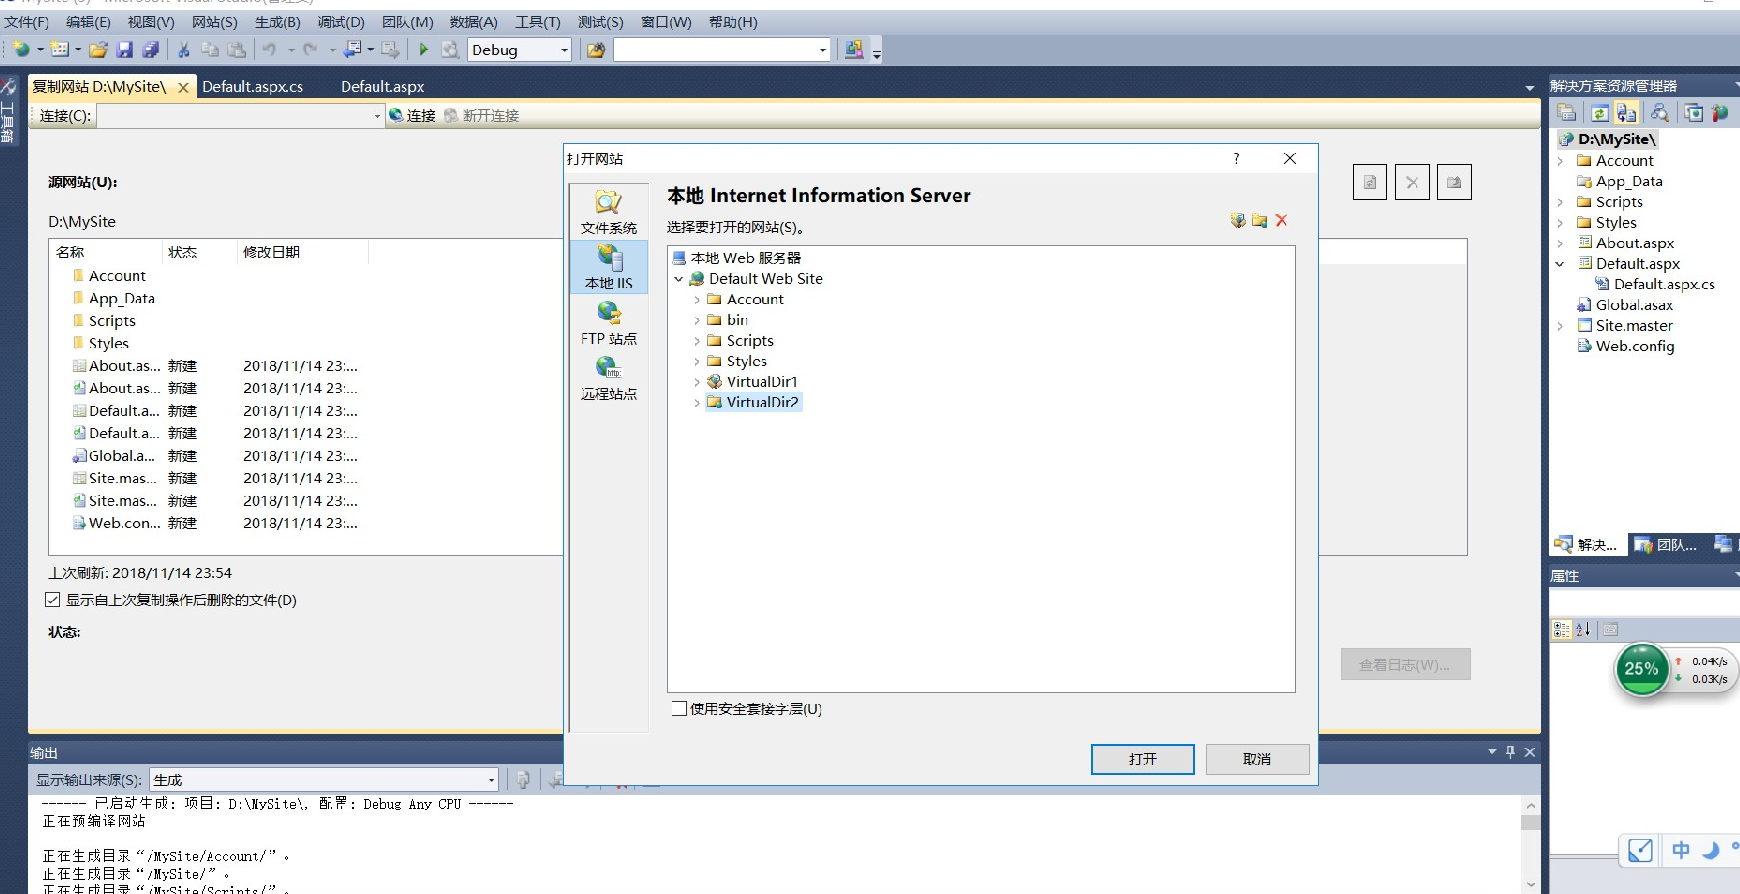 文件(F) 编辑(E) 视图(V) 网站(S) 生成(B) 调试(D) 团队(M) 数据(A) 工具(T) 测试(S) 窗口(W) 帮助(H)
Debug
工具箱
复制网站 D:\MySite\ Default.aspx.cs Default.aspx
连接(C): 连接 断开连接
源网站(U):
D:\MySite
名称 状态 修改日期
Account
App_Data
Scripts
Styles
About.as... 新建 2018/11/14 23:...
About.as... 新建 2018/11/14 23:...
Default.a... 新建 2018/11/14 23:...
Default.a... 新建 2018/11/14 23:...
Global.a... 新建 2018/11/14 23:...
Site.mas... 新建 2018/11/14 23:...
Site.mas... 新建 2018/11/14 23:...
Web.con... 新建 2018/11/14 23:...
上次刷新: 2018/11/14 23:54
显示自上次复制操作后删除的文件(D)
状态:
查看日志(W)...
打开网站
?
文件系统
本地 IIS
FTP 站点
http:
远程站点
本地 Internet Information Server
选择要打开的网站(S)。
本地 Web 服务器
Default Web Site
Account
bin
Scripts
Styles
VirtualDir1
VirtualDir2
使用安全套接字层(U)
打开 取消
解决方案资源管理器
D:\MySite\
Account
App_Data
Scripts
Styles
About.aspx
Default.aspx
Default.aspx.cs
Global.asax
Site.master
Web.config
解决... 团队...
属性
25% 0.04K/s
0.03K/s
中
输出
显示输出来源(S): 生成
------ 已启动生成: 项目: D:\MySite\, 配置: Debug Any CPU ------
正在预编译网站
正在生成目录“/MySite/Account/”。
正在生成目录“/MySite/”。
正在生成目录“/MySite/Scripts/”。